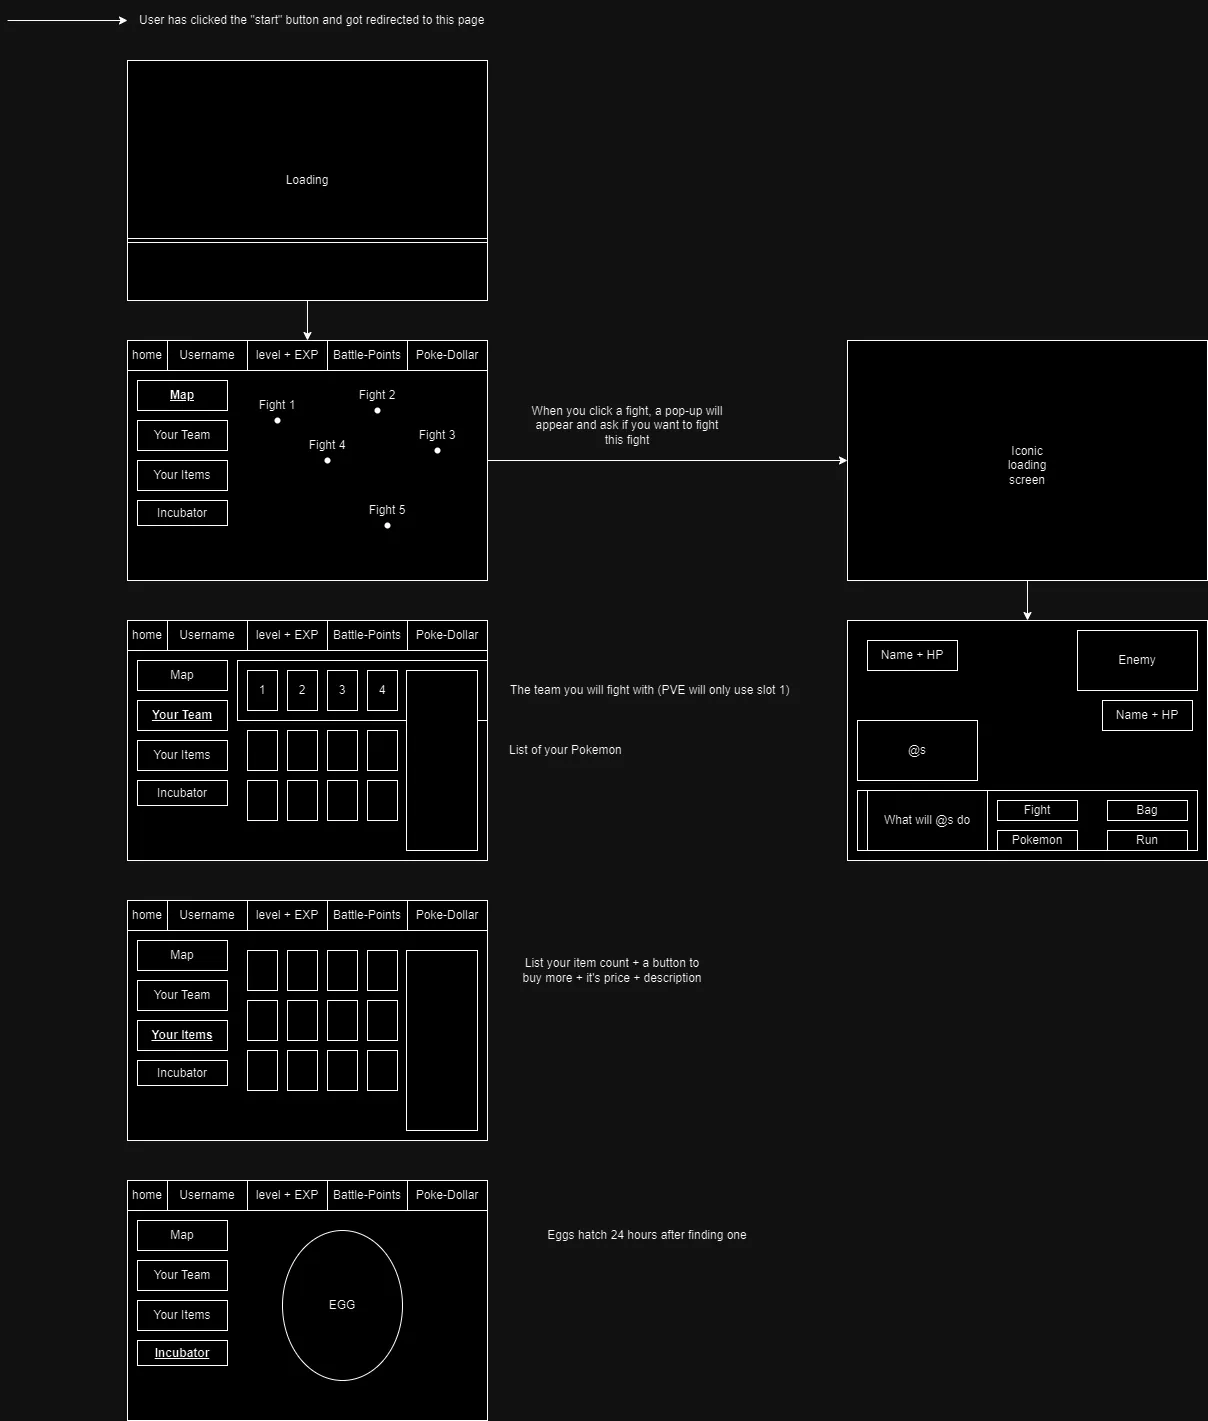 User has clicked the "start" button and got redirected to this page
Loading
home
Username
level + EXP
Battle-Points
Poke-Dollar
Map
Your Team
Your Items
Incubator
Fight 1
Fight 2
Fight 3
Fight 4
Fight 5
When you click a fight, a pop-up will
appear and ask if you want to fight
this fight
Iconic
loading
screen
home
Username
level + EXP
Battle-Points
Poke-Dollar
Map
Your Team
Your Items
Incubator
1
2
3
4
The team you will fight with (PVE will only use slot 1)
List of your Pokemon
Name + HP
Enemy
Name + HP
@s
What will @s do
Fight
Bag
Pokemon
Run
home
Username
level + EXP
Battle-Points
Poke-Dollar
Map
Your Team
Your Items
Incubator
List your item count + a button to
buy more + it's price + description
home
Username
level + EXP
Battle-Points
Poke-Dollar
Map
Your Team
Your Items
Incubator
EGG
Eggs hatch 24 hours after finding one